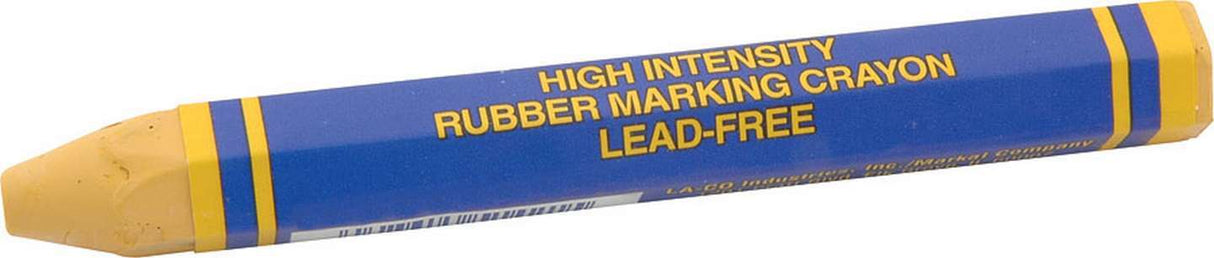 HIGH INTENSITY
RUBBER MARKING CRAYON
LEAD-FREE
LA-CO Industries, Inc./Markal Company